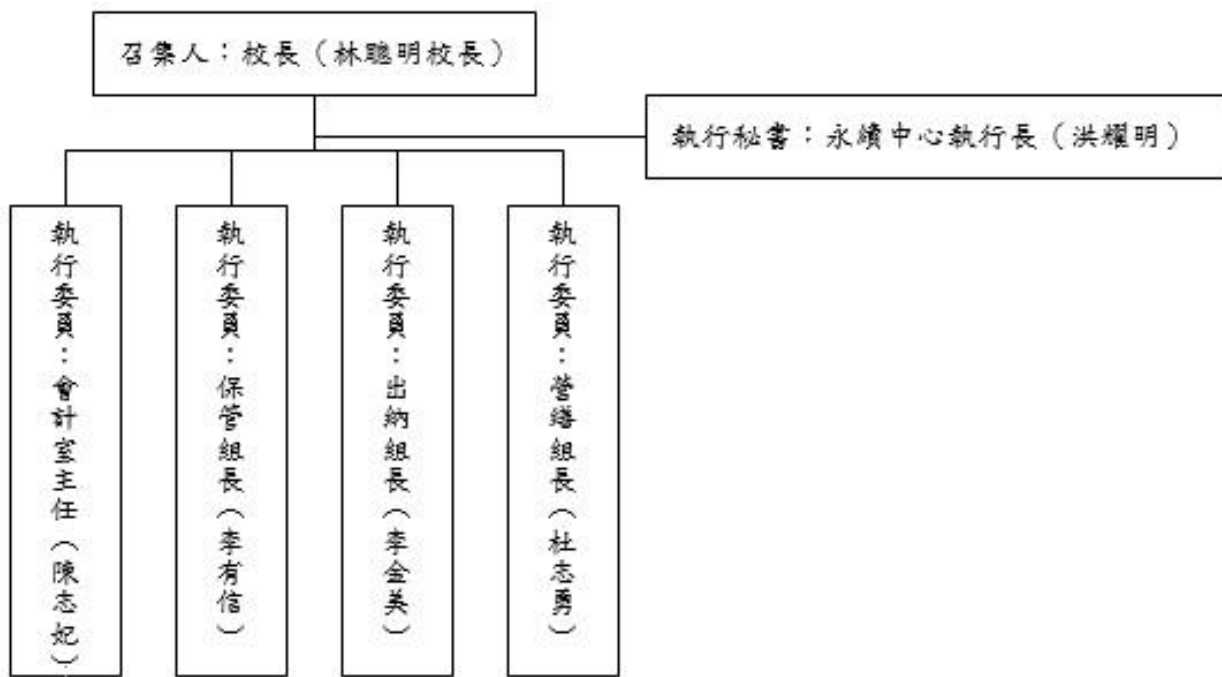 召集人：校長（林聰明校長）
執行秘書：永續中心執行長（洪耀明）
執行委員：會計室主任（陳志妃）
執行委員：保管組長（李有信）
執行委員：出納組長（李金美）
執行委員：營繕組長（杜志勇）